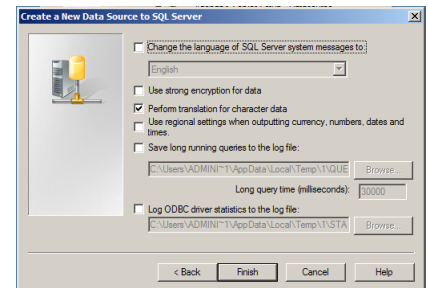 Create a New Data Source to SQL Server
Change the language of SQL Server system messages to:
English
Use strong encryption for data
Perform translation for character data
Use regional settings when outputting currency, numbers, dates and
times.
Save long running queries to the log file:
C:\Users\ADMINI~1\AppData\Local\Temp\1\QUE
Browse...
Long query time (milliseconds):
30000
Log ODBC driver statistics to the log file:
C:\Users\ADMINI~1\AppData\Local\Temp\1\STA
Browse...
< Back
Finish
Cancel
Help